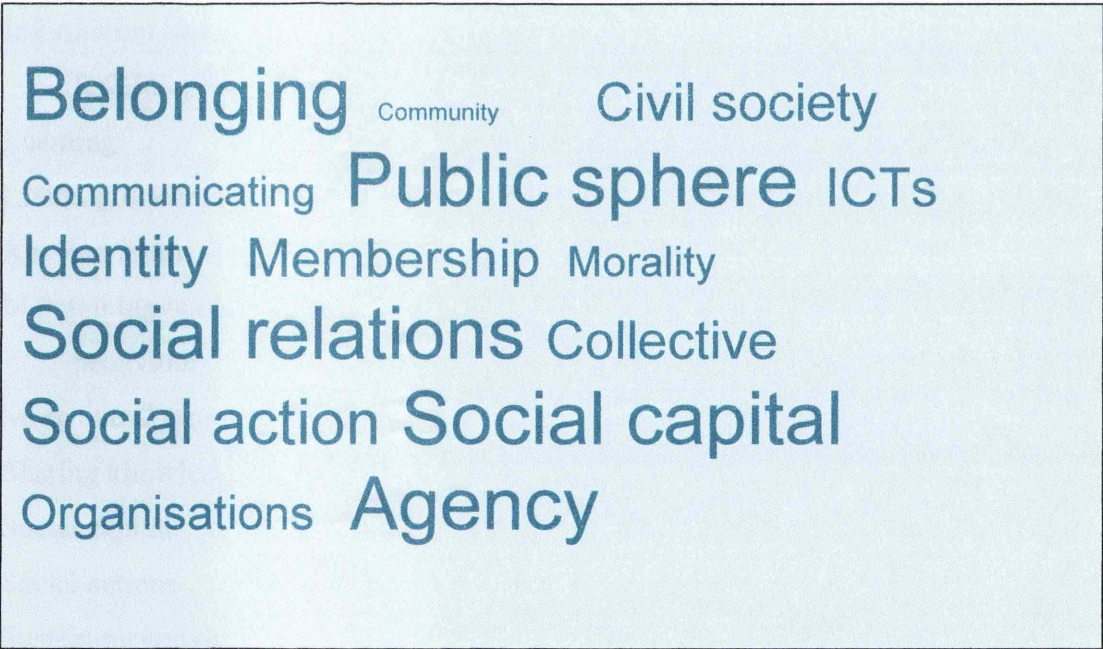 Belonging Community Civil society
Communicating Public sphere ICTs
Identity Membership Morality
Social relations Collective
Social action Social capital
Organisations Agency